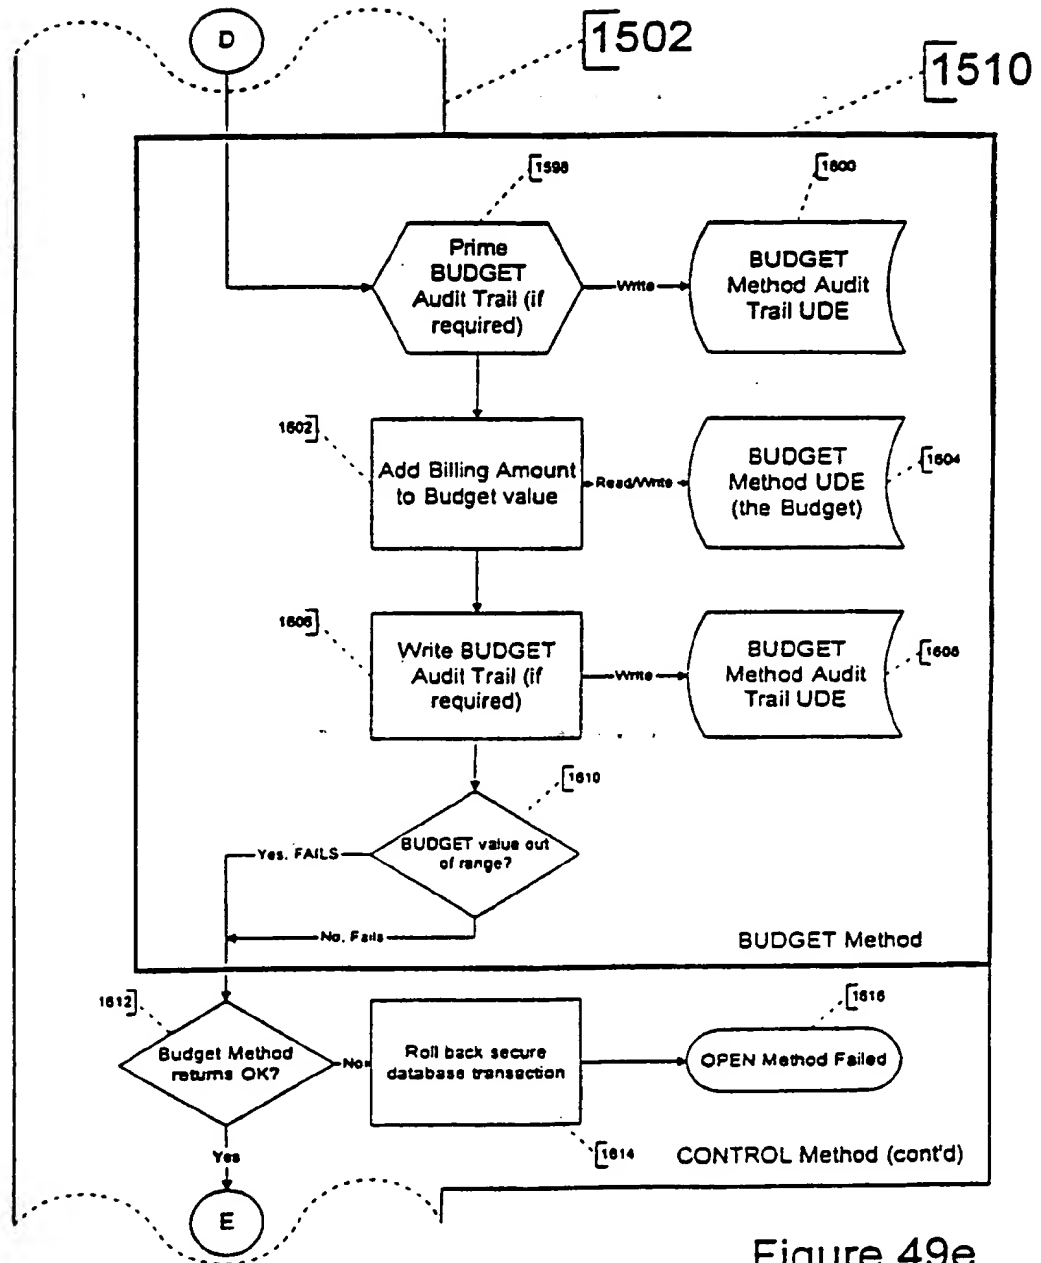 D
1502
1510
1598
1600
Prime
BUDGET
Audit Trail (if
required)
Write
BUDGET
Method Audit
Trail UDE
1602
Add Billing Amount
to Budget value
Read/Write
BUDGET
Method UDE
(the Budget)
1604
1606
Write BUDGET
Audit Trail (if
required)
Write
BUDGET
Method Audit
Trail UDE
1608
1610
BUDGET value out
of range?
Yes, FAILS
No, Fails
BUDGET Method
1612
Budget Method
returns OK?
No
Roll back secure
database transection
1616
OPEN Method Failed
1614
Yes
CONTROL Method (cont'd)
E
Figure 49e